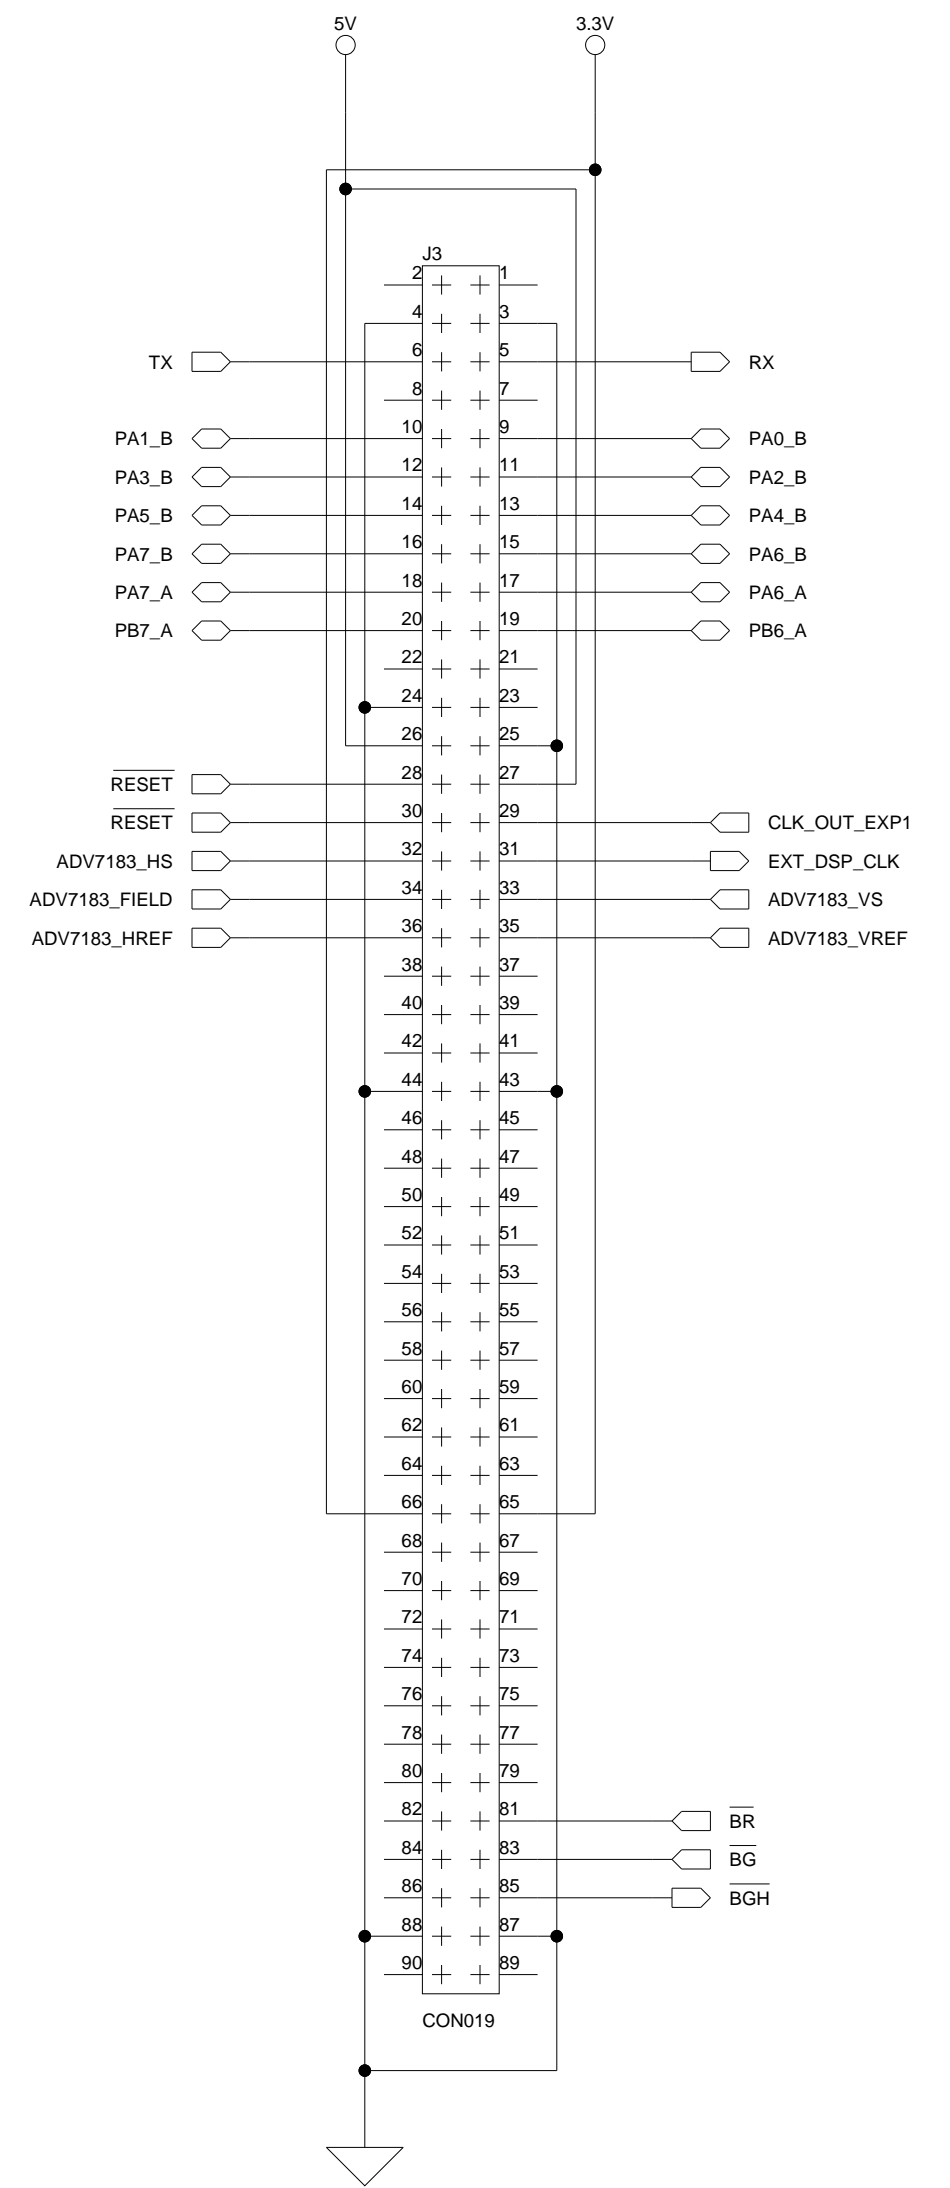 5V 3.3V
J3
2 1
4 3
TX 6 5 RX
8 7
PA1_B 10 9 PA0_B
PA3_B 12 11 PA2_B
PA5_B 14 13 PA4_B
PA7_B 16 15 PA6_B
PA7_A 18 17 PA6_A
PB7_A 20 19 PB6_A
22 21
24 23
26 25
RESET 28 27
RESET 30 29 CLK_OUT_EXP1
ADV7183_HS 32 31 EXT_DSP_CLK
ADV7183_FIELD 34 33 ADV7183_VS
ADV7183_HREF 36 35 ADV7183_VREF
38 37
40 39
42 41
44 43
46 45
48 47
50 49
52 51
54 53
56 55
58 57
60 59
62 61
64 63
66 65
68 67
70 69
72 71
74 73
76 75
78 77
80 79
82 81 BR
84 83 BG
86 85 BGH
88 87
90 89
CON019